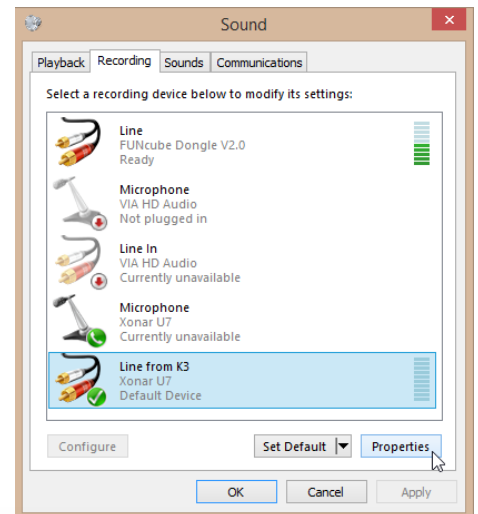 Sound
Playback Recording Sounds Communications
Select a recording device below to modify its settings:
Line
FUNcube Dongle V2.0
Ready
Microphone
VIA HD Audio
Not plugged in
Line In
VIA HD Audio
Currently unavailable
Microphone
Xonar U7
Currently unavailable
Line from K3
Xonar U7
Default Device
Configure Set Default Properties
OK Cancel Apply